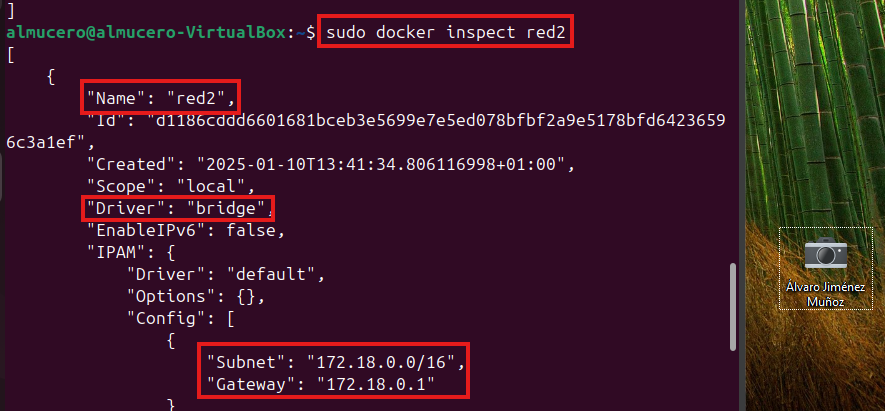 ]
almucero@almucero-VirtualBox:~$ sudo docker inspect red2
[
    {
        "Name": "red2",
        "Id": "d1186cddd6601681bceb3e5699e7e5ed078bfbf2a9e5178bfd6423659
6c3a1ef",
        "Created": "2025-01-10T13:41:34.806116998+01:00",
        "Scope": "local",
        "Driver": "bridge",
        "EnableIPv6": false,
        "IPAM": {
            "Driver": "default",
            "Options": {},
            "Config": [
                {
                    "Subnet": "172.18.0.0/16",
                    "Gateway": "172.18.0.1"
                }
Alvaro Jiménez
Muñoz